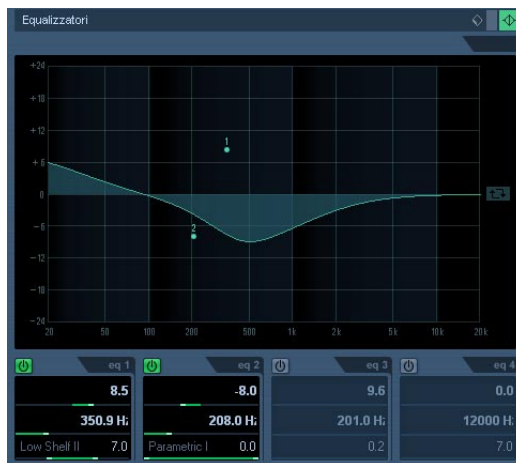 Equalizzatori
+24
+18
+12
1
+6
0
2
-6
-12
-18
-24
20 50 100 200 500 1k 2k 5k 10k 20k
eq 1 eq 2 eq 3 eq 4
8.5 -8.0 9.6 0.0
350.9 Hz 208.0 Hz 201.0 Hz 12000 Hz
Low Shelf II 7.0 Parametric I 0.0 0.2 7.0